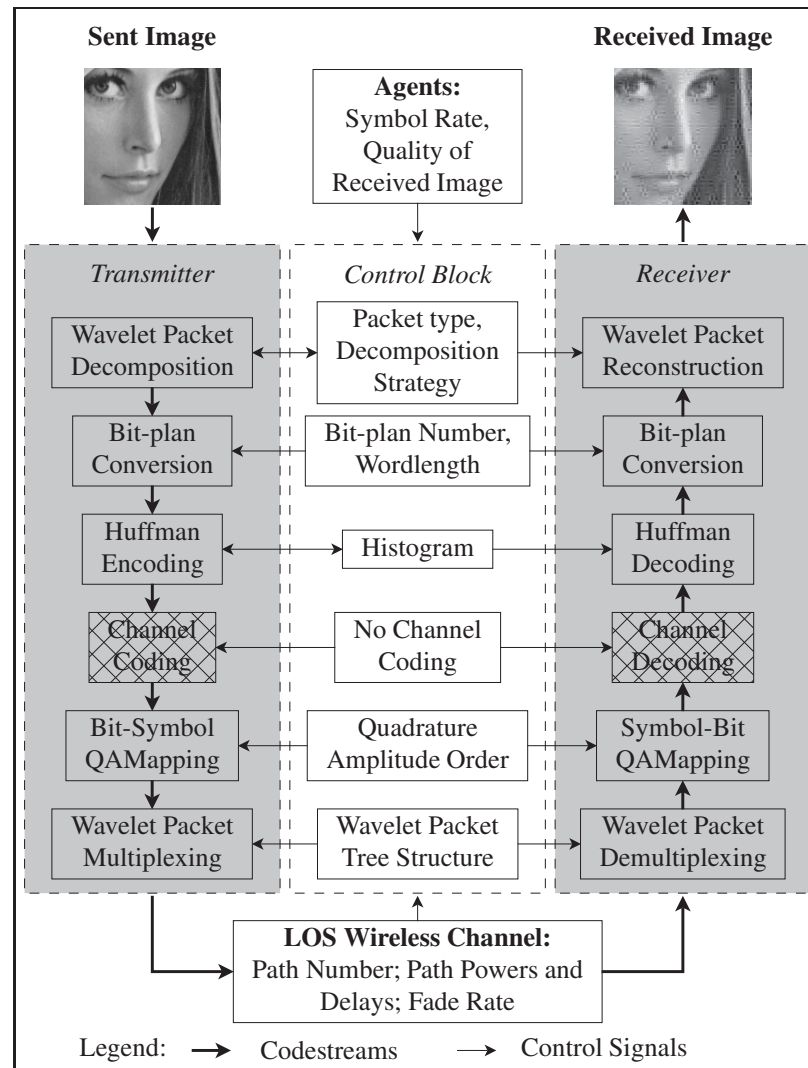 Sent Image
Received Image
Agents:
Symbol Rate,
Quality of
Received Image
Transmitter
Control Block
Receiver
Wavelet Packet
Decomposition
Packet type,
Decomposition
Strategy
Wavelet Packet
Reconstruction
Bit-plan
Conversion
Bit-plan Number,
Wordlength
Bit-plan
Conversion
Huffman
Encoding
Histogram
Huffman
Decoding
Channel
Coding
No Channel
Coding
Channel
Decoding
Bit-Symbol
QAMapping
Quadrature
Amplitude Order
Symbol-Bit
QAMapping
Wavelet Packet
Multiplexing
Wavelet Packet
Tree Structure
Wavelet Packet
Demultiplexing
LOS Wireless Channel:
Path Number; Path Powers and
Delays; Fade Rate
Legend: Codestreams Control Signals